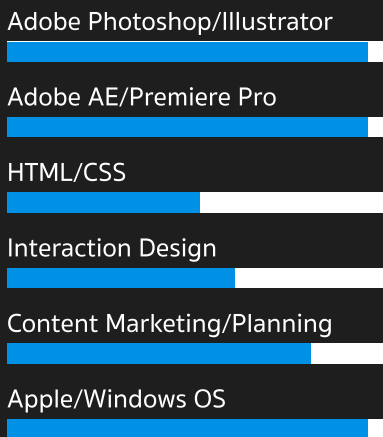 Adobe Photoshop/Illustrator
Adobe AE/Premiere Pro
HTML/CSS
Interaction Design
Content Marketing/Planning
Apple/Windows OS